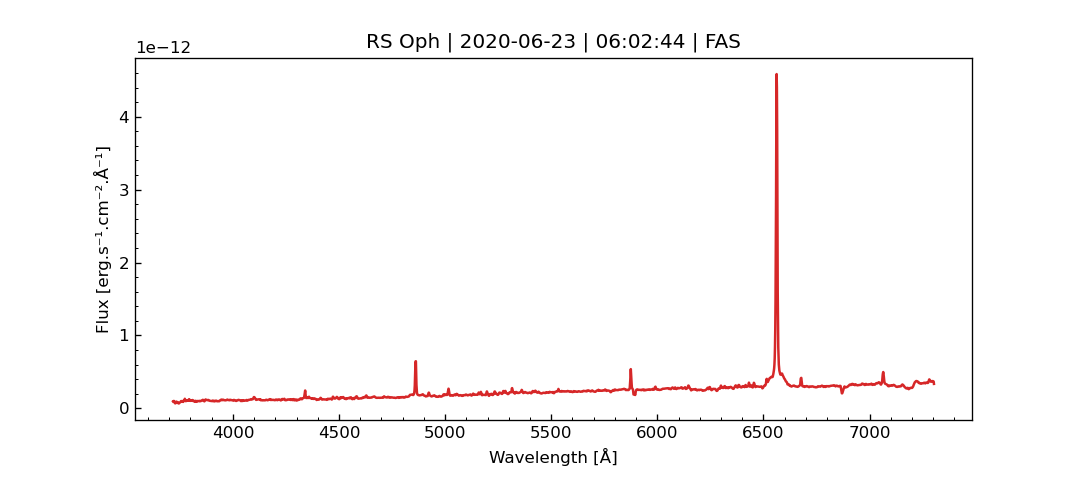 RS Oph | 2020-06-23 | 06:02:44 | FAS
1e−12
4
3
2
1
0
Flux [erg.s⁻¹.cm⁻².Å⁻¹]
4000 4500 5000 5500 6000 6500 7000
Wavelength [Å]